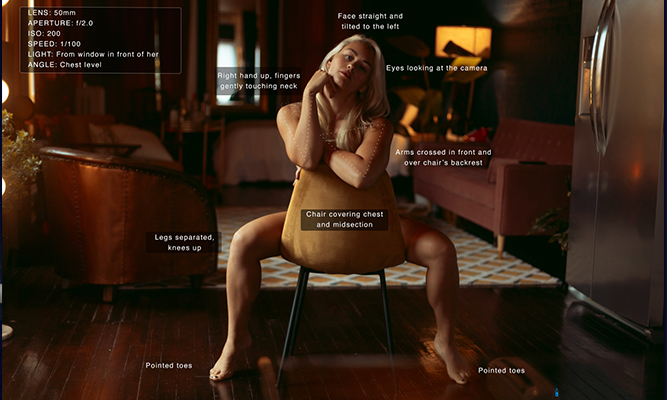 LENS: 50mm
APERTURE: f/2.0
ISO: 200
SPEED: 1/100
LIGHT: From window in front of her
ANGLE: Chest level
Face straight and
tilted to the left
Eyes looking at the camera
Right hand up, fingers
gently touching neck
Arms crossed in front and
over chair's backrest
Chair covering chest
and midsection
Legs separated,
knees up
Pointed toes
Pointed toes